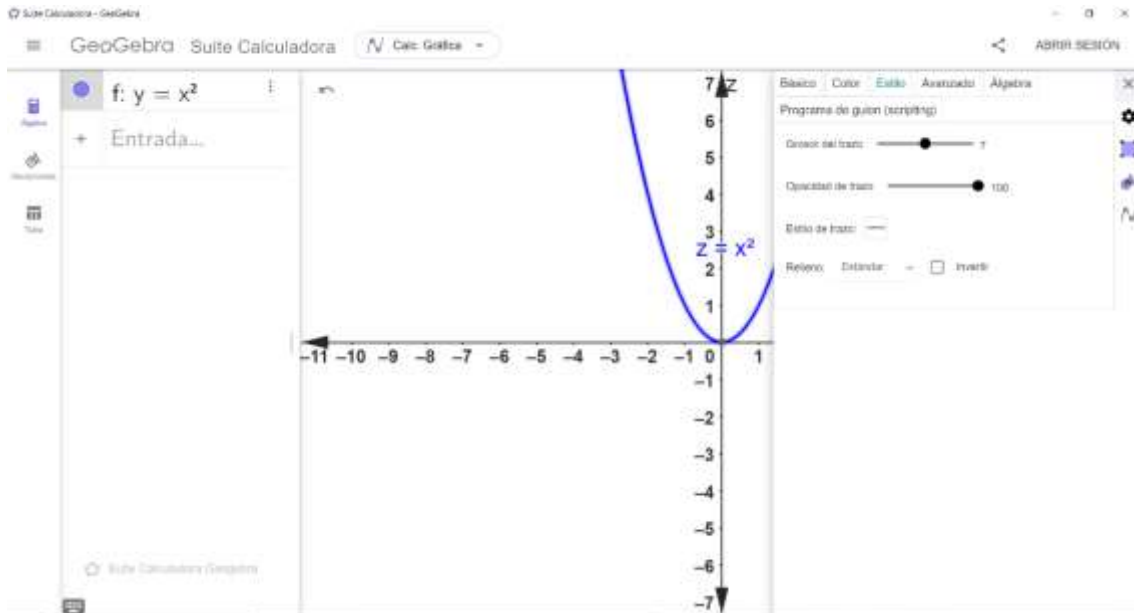 Suite Calculadora - GeoGebra
GeoGebra Suite Calculadora
Calc. Gráfica
ABRIR SESIÓN
f: y = x²
Entrada...
Tabla
Suite Calculadora GeoGebra
z
7
6
5
4
3
z = x²
2
1
-11 -10 -9 -8 -7 -6 -5 -4 -3 -2 -1 0 1
-1
-2
-3
-4
-5
-6
-7
Básico Color Estilo Avanzado Álgebra
Programa de guion (scripting)
Grosor del trazo 7
Opacidad de trazo 100
Estilo de trazo
Relleno Estándar Invertir